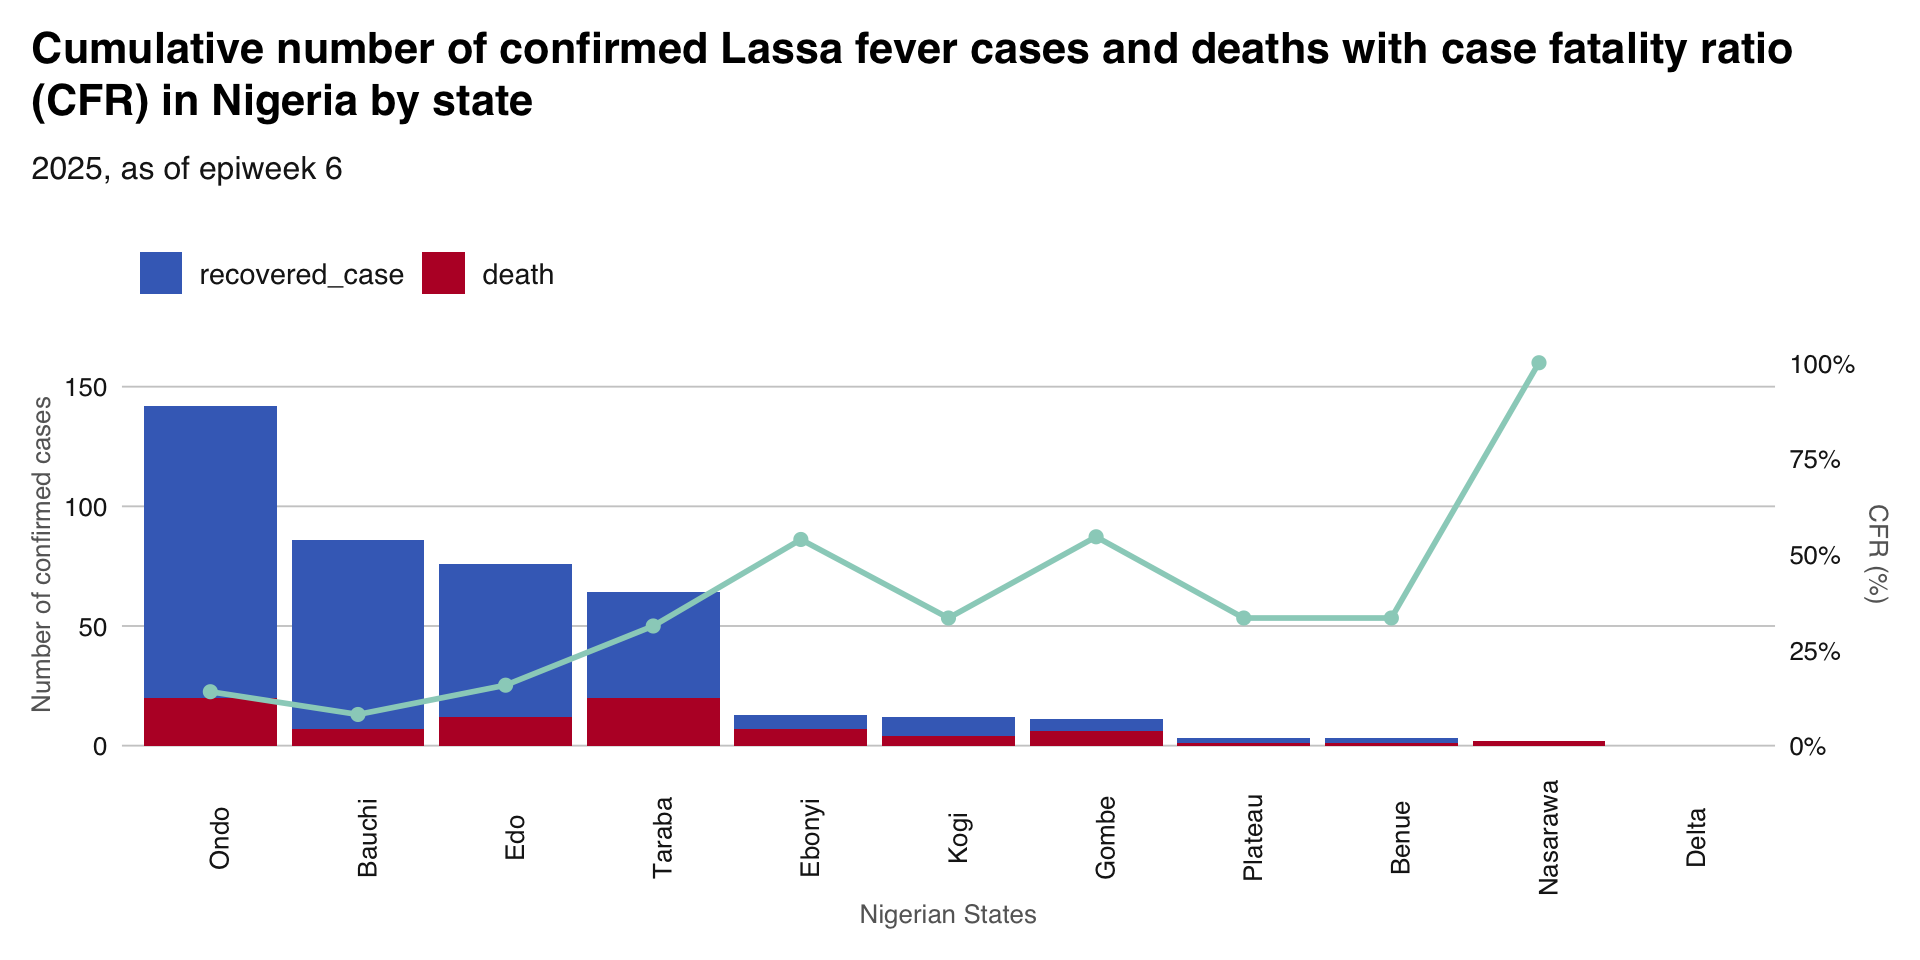 Cumulative number of confirmed Lassa fever cases and deaths with case fatality ratio
(CFR) in Nigeria by state
2025, as of epiweek 6
recovered_case death
Number of confirmed cases
150
100
50
0
100%
75%
50%
25%
0%
CFR (%)
Ondo
Bauchi
Edo
Taraba
Ebonyi
Kogi
Gombe
Plateau
Benue
Nasarawa
Delta
Nigerian States